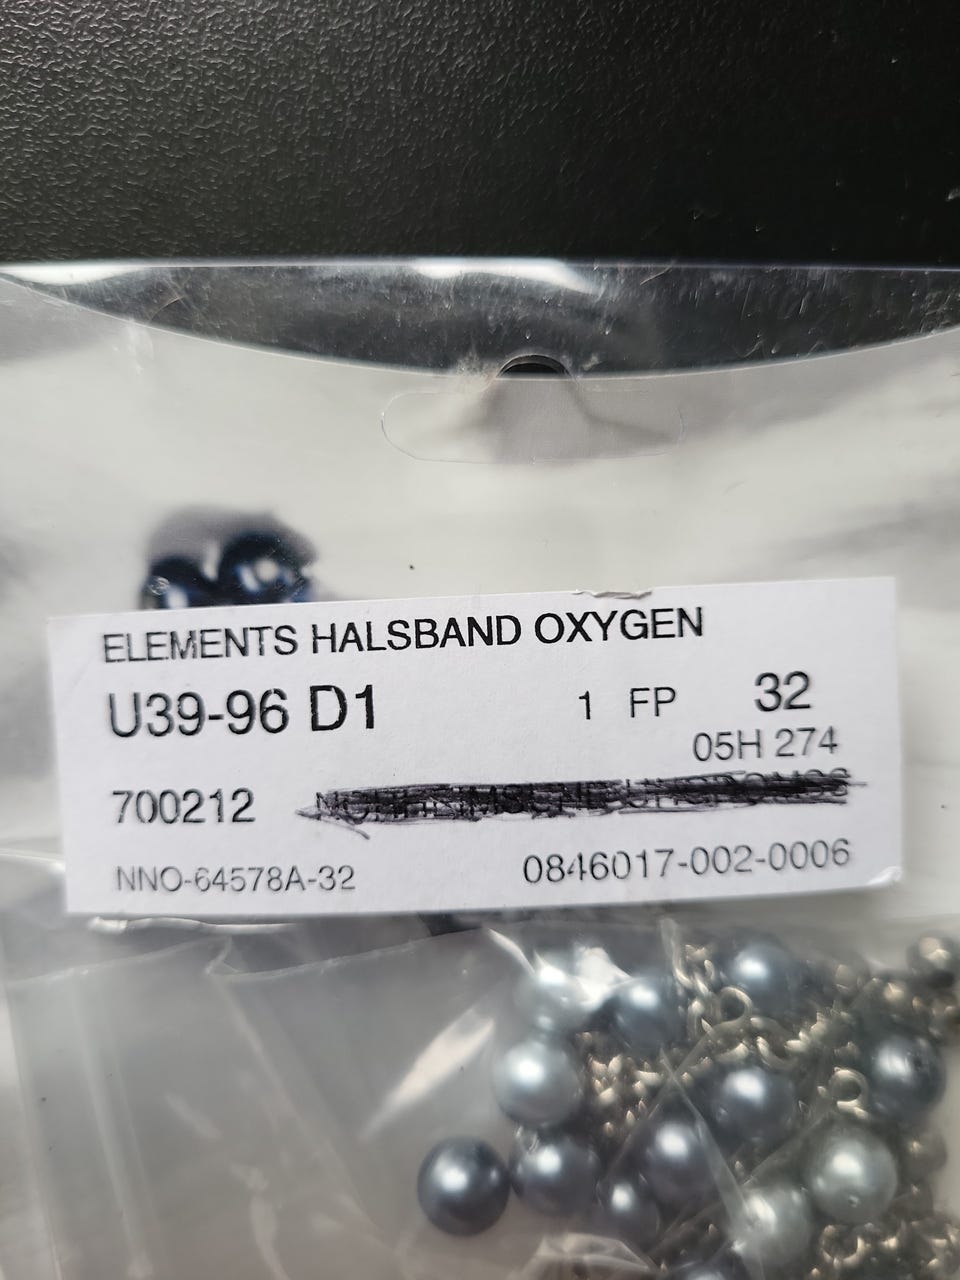 ELEMENTS HALSBAND OXYGEN
U39-96 D1 1 FP 32
05H 274
700212
NNO-64578A-32 0846017-002-0006